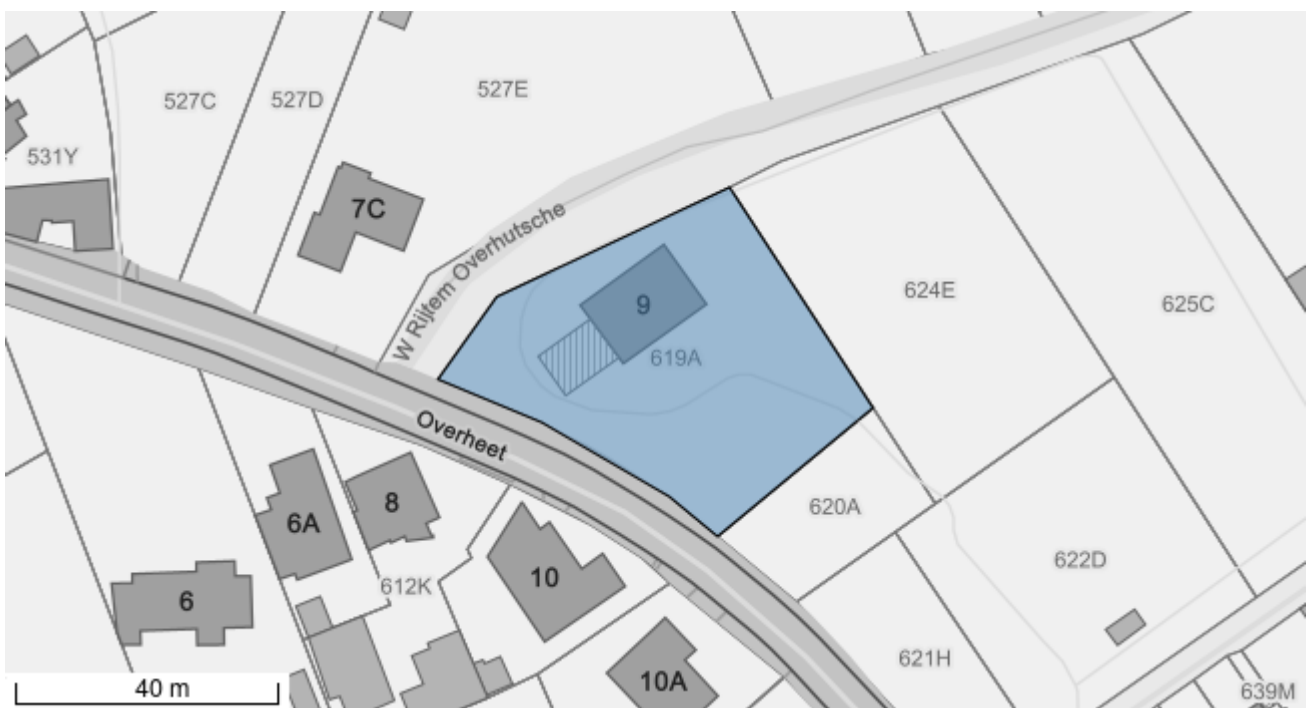 527C
527D
527E
531Y
7C
W Rijtem Overhutsche
9
619A
624E
625C
Overheet
8
6A
620A
10
612K
622D
6
621H
10A
639M
40 m